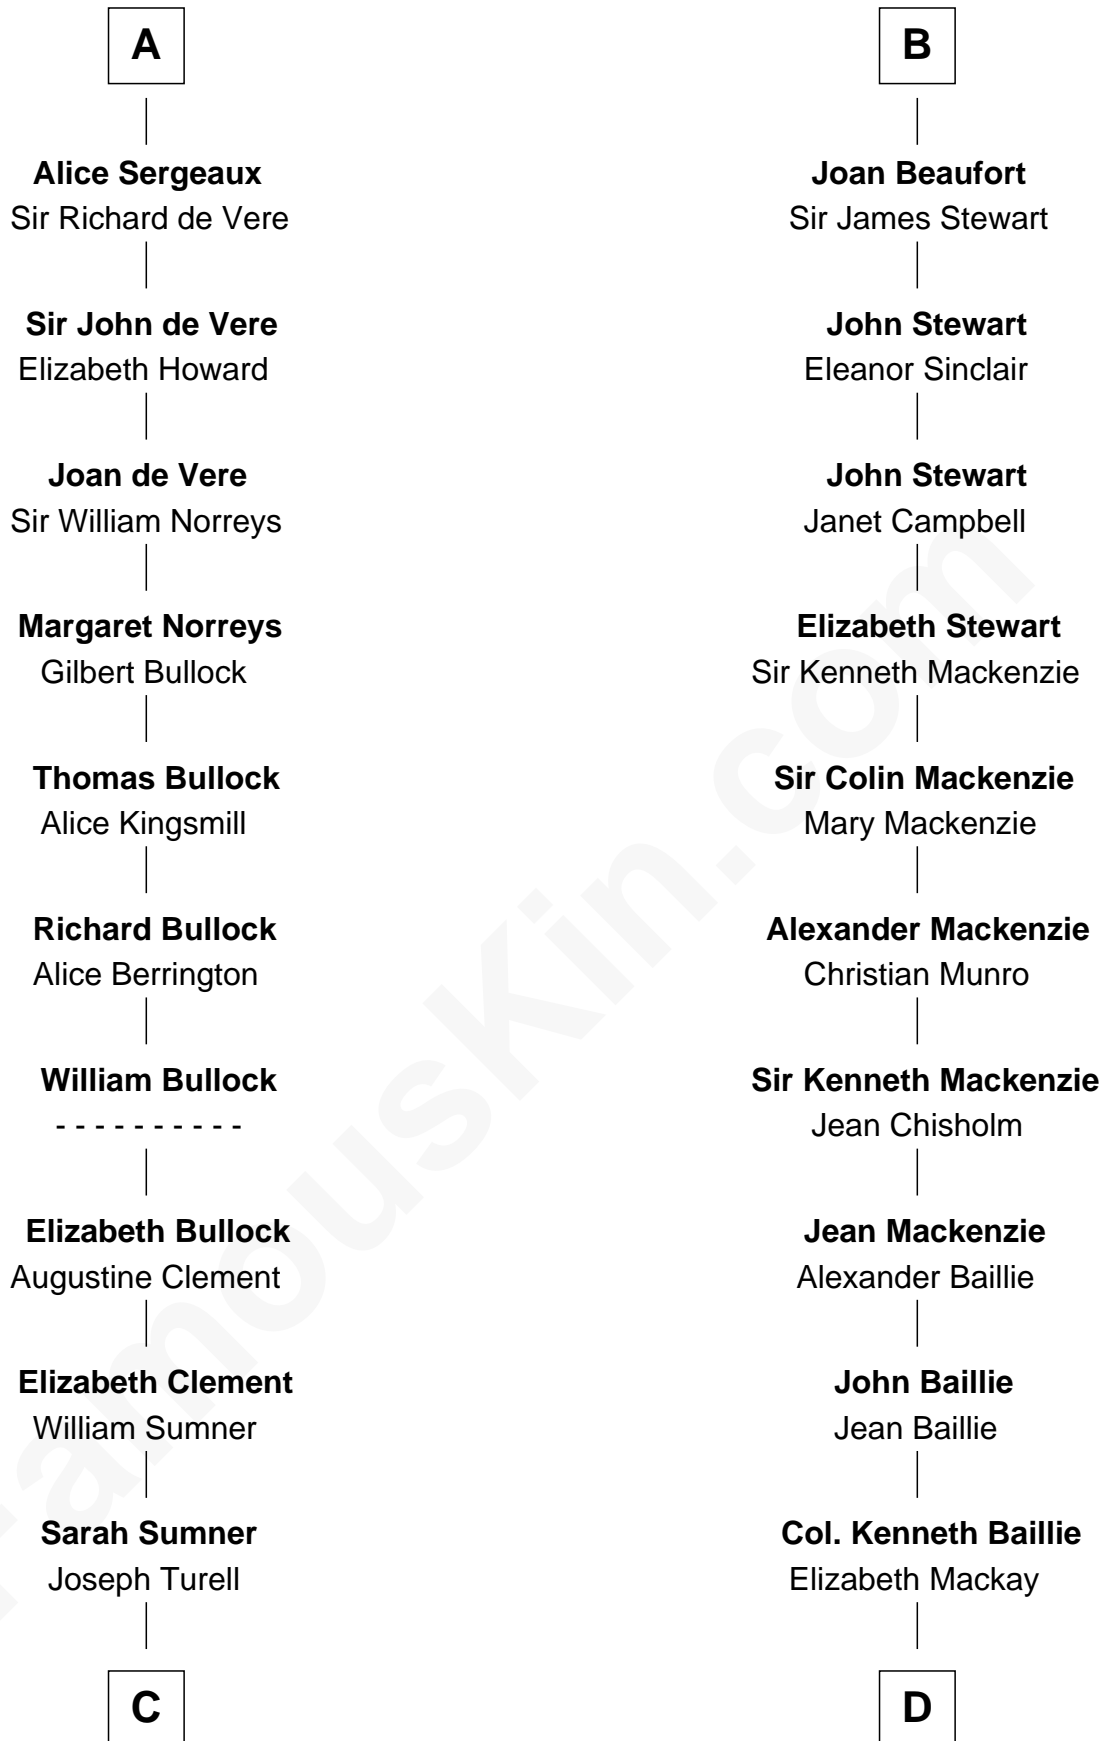 A
Alice Sergeaux
Sir Richard de Vere
Sir John de Vere
Elizabeth Howard
Joan de Vere
Sir William Norreys
Margaret Norreys
Gilbert Bullock
Thomas Bullock
Alice Kingsmill
Richard Bullock
Alice Berrington
William Bullock
- - - - - - - - - -
Elizabeth Bullock
Augustine Clement
Elizabeth Clement
William Sumner
Sarah Sumner
Joseph Turell
C
B
Joan Beaufort
Sir James Stewart
John Stewart
Eleanor Sinclair
John Stewart
Janet Campbell
Elizabeth Stewart
Sir Kenneth Mackenzie
Sir Colin Mackenzie
Mary Mackenzie
Alexander Mackenzie
Christian Munro
Sir Kenneth Mackenzie
Jean Chisholm
Jean Mackenzie
Alexander Baillie
John Baillie
Jean Baillie
Col. Kenneth Baillie
Elizabeth Mackay
D
FamousKin.com